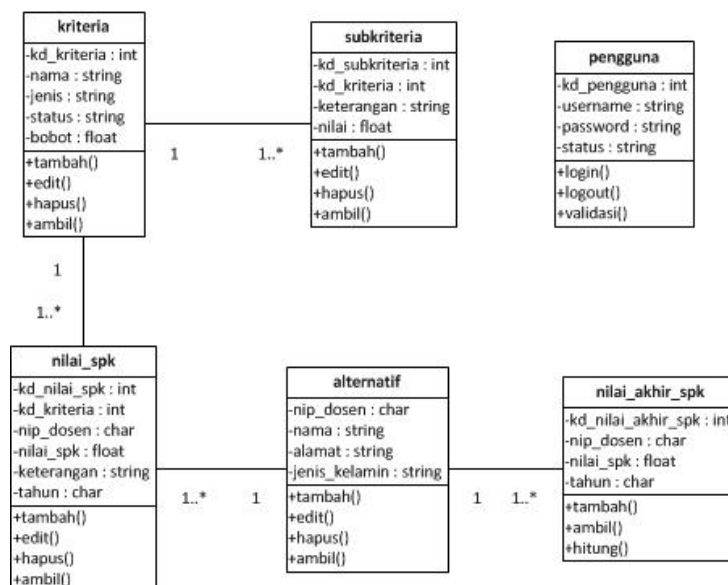 kriteria
-kd_kriteria : int
-nama : string
-jenis : string
-status : string
-bobot : float
+tambah()
+edit()
+hapus()
+ambil()
1
1..*
subkriteria
-kd_subkriteria : int
-kd_kriteria : int
-keterangan : string
-nilai : float
+tambah()
+edit()
+hapus()
+ambil()
pengguna
-kd_pengguna : int
-username : string
-password : string
-status : string
+login()
+logout()
+validasi()
1
1..*
nilai_spk
-kd_nilai_spk : int
-kd_kriteria : int
-nip_dosen : char
-nilai_spk : float
-keterangan : string
-tahun : char
+tambah()
+edit()
+hapus()
+ambil()
1..*
1
alternatif
-nip_dosen : char
-nama : string
-alamat : string
-jenis_kelamin : string
+tambah()
+edit()
+hapus()
+ambil()
1
1..*
nilai_akhir_spk
-kd_nilai_akhir_spk : int
-nip_dosen : char
-nilai_spk : float
-tahun : char
+tambah()
+ambil()
+hitung()